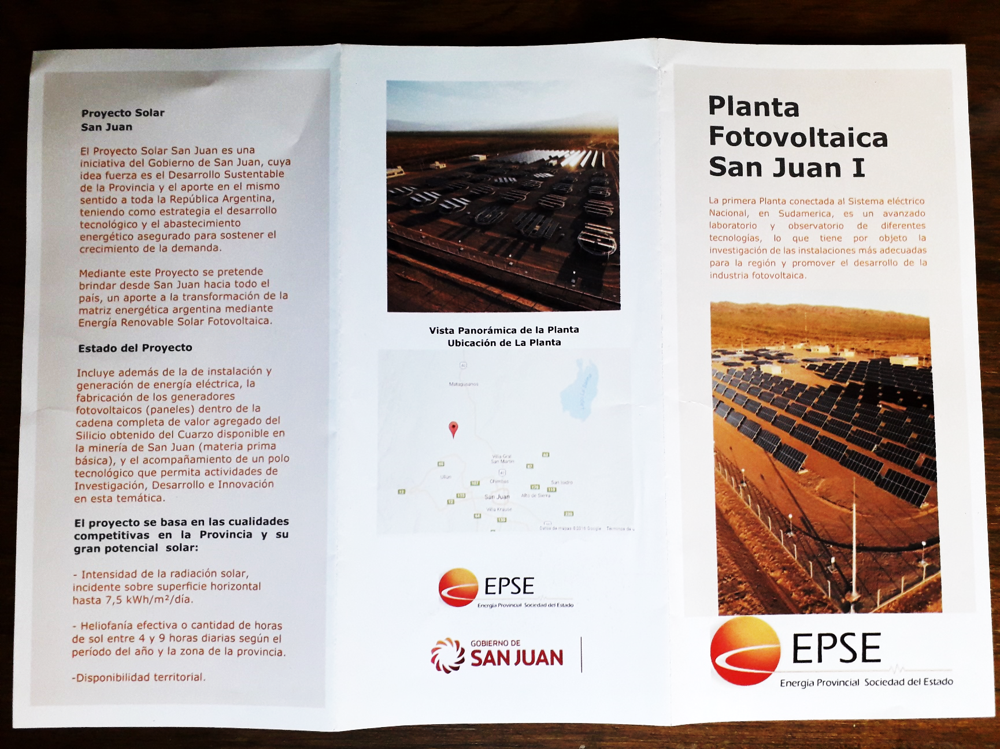 Proyecto Solar
San Juan
El Proyecto Solar San Juan es una
iniciativa del Gobierno de San Juan, cuya
idea fuerza es el Desarrollo Sustentable
de la Provincia y el aporte en el mismo
sentido a toda la República Argentina,
teniendo como estrategia el desarrollo
tecnológico y el abastecimiento
energético asegurado para sostener el
crecimiento de la demanda.
Mediante este Proyecto se pretende
brindar desde San Juan hacia todo el
país, un aporte a la transformación de la
matriz energética argentina mediante
Energía Renovable Solar Fotovoltaica.
Estado del Proyecto
Incluye además de la de instalación y
generación de energía eléctrica, la
fabricación de los generadores
fotovoltaicos (paneles) dentro de la
cadena completa de valor agregado del
Silicio obtenido del Cuarzo disponible en
la minería de San Juan (materia prima
básica), y el acompañamiento de un polo
tecnológico que permita actividades de
Investigación, Desarrollo e Innovación
en esta temática.
El proyecto se basa en las cualidades
competitivas en la Provincia y su
gran potencial solar:
- Intensidad de la radiación solar,
incidente sobre superficie horizontal
hasta 7,5 kWh/m²/día.
- Heliofanía efectiva o cantidad de horas
de sol entre 4 y 9 horas diarias según el
período del año y la zona de la provincia.
-Disponibilidad territorial.
Vista Panorámica de la Planta
Ubicación de La Planta
40
Matagusanos
Villa Gral
San Martín
Ullun
40
Chimbas
San Isidro
12
San Juan
Alto de Sierra
12
Villa Krause
Datos de mapas ©2016 Google Términos de u
EPSE
Energía Provincial Sociedad del Estado
GOBIERNO DE
SAN JUAN
Planta
Fotovoltaica
San Juan I
La primera Planta conectada al Sistema eléctrico
Nacional, en Sudamerica, es un avanzado
laboratorio y observatorio de diferentes
tecnologías, lo que tiene por objeto la
investigación de las instalaciones más adecuadas
para la región y promover el desarrollo de la
industria fotovoltaica.
EPSE
Energía Provincial Sociedad del Estado